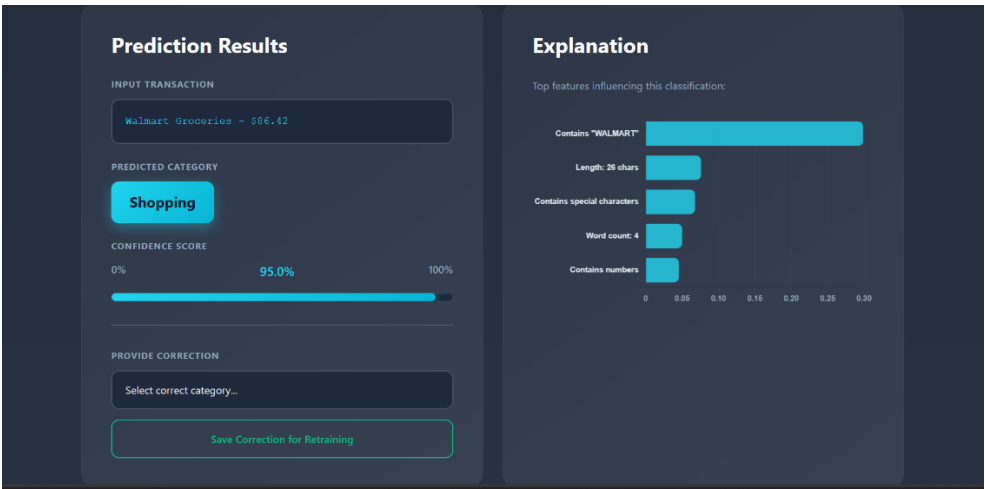 Prediction Results
INPUT TRANSACTION
Walmart Groceries - $86.42
PREDICTED CATEGORY
Shopping
CONFIDENCE SCORE
0% 95.0% 100%
PROVIDE CORRECTION
Select correct category...
Save Correction for Retraining
Explanation
Top features influencing this classification:
Contains "WALMART"
Length: 26 chars
Contains special characters
Word count: 4
Contains numbers
0 0.05 0.10 0.15 0.20 0.25 0.30